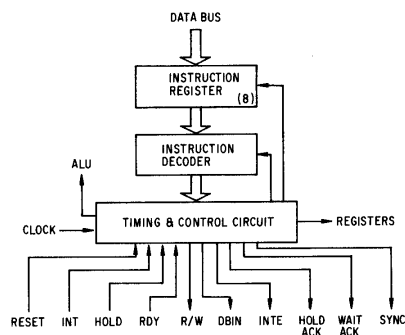 DATA BUS
INSTRUCTION
REGISTER
(8)
INSTRUCTION
DECODER
ALU
TIMING & CONTROL CIRCUIT
REGISTERS
CLOCK
RESET INT HOLD RDY R/W DBIN INTE HOLD ACK WAIT ACK SYNC